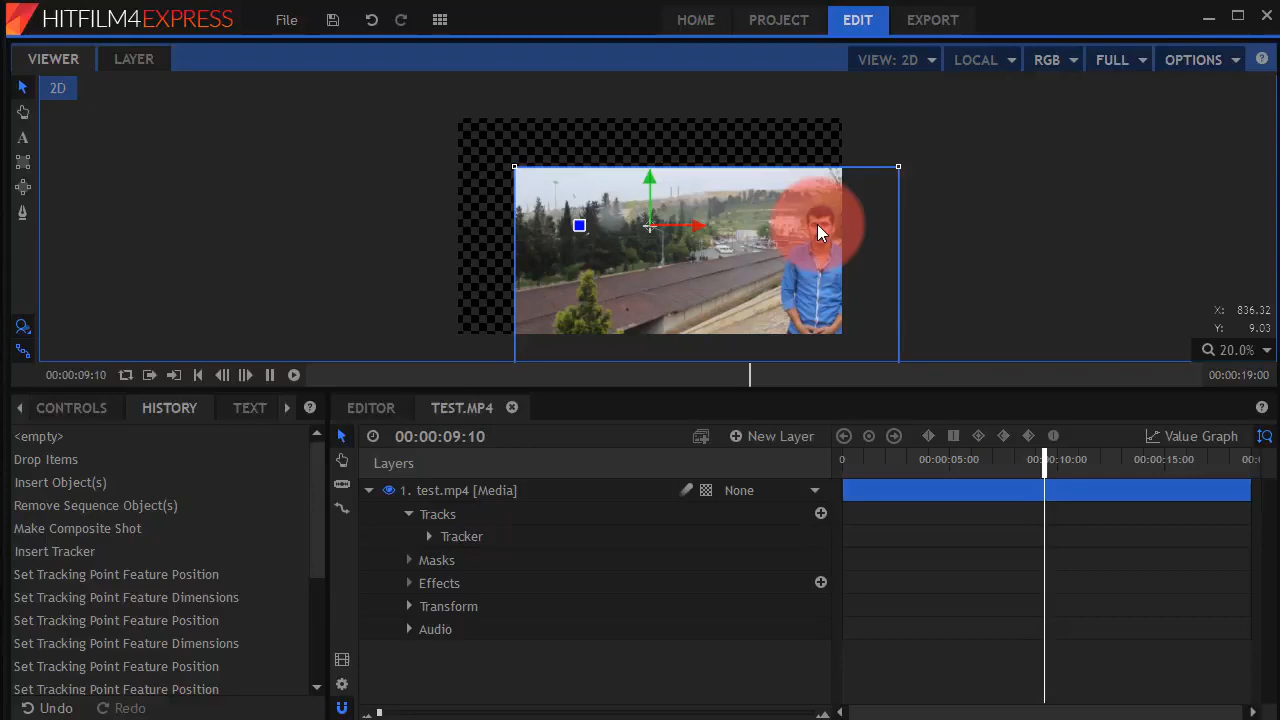 HITFILM4EXPRESS File HOME PROJECT EDIT EXPORT
VIEWER LAYER VIEW: 2D LOCAL RGB FULL OPTIONS ?
2D
A
X: 836.32
Y: 9.03
20.0%
00:00:09:10 00:00:19:00
CONTROLS HISTORY TEXT ? EDITOR TEST.MP4 ?
<empty>
Drop Items
Insert Object(s)
Remove Sequence Object(s)
Make Composite Shot
Insert Tracker
Set Tracking Point Feature Position
Set Tracking Point Feature Dimensions
Set Tracking Point Feature Position
Set Tracking Point Feature Dimensions
Set Tracking Point Feature Position
Set Tracking Point Feature Position
Undo Redo
00:00:09:10 New Layer Value Graph
Layers 0 00:00:05:00 00:00:10:00 00:00:15:00 00:0
1. test.mp4 [Media] None
Tracks
Tracker
Masks
Effects
Transform
Audio